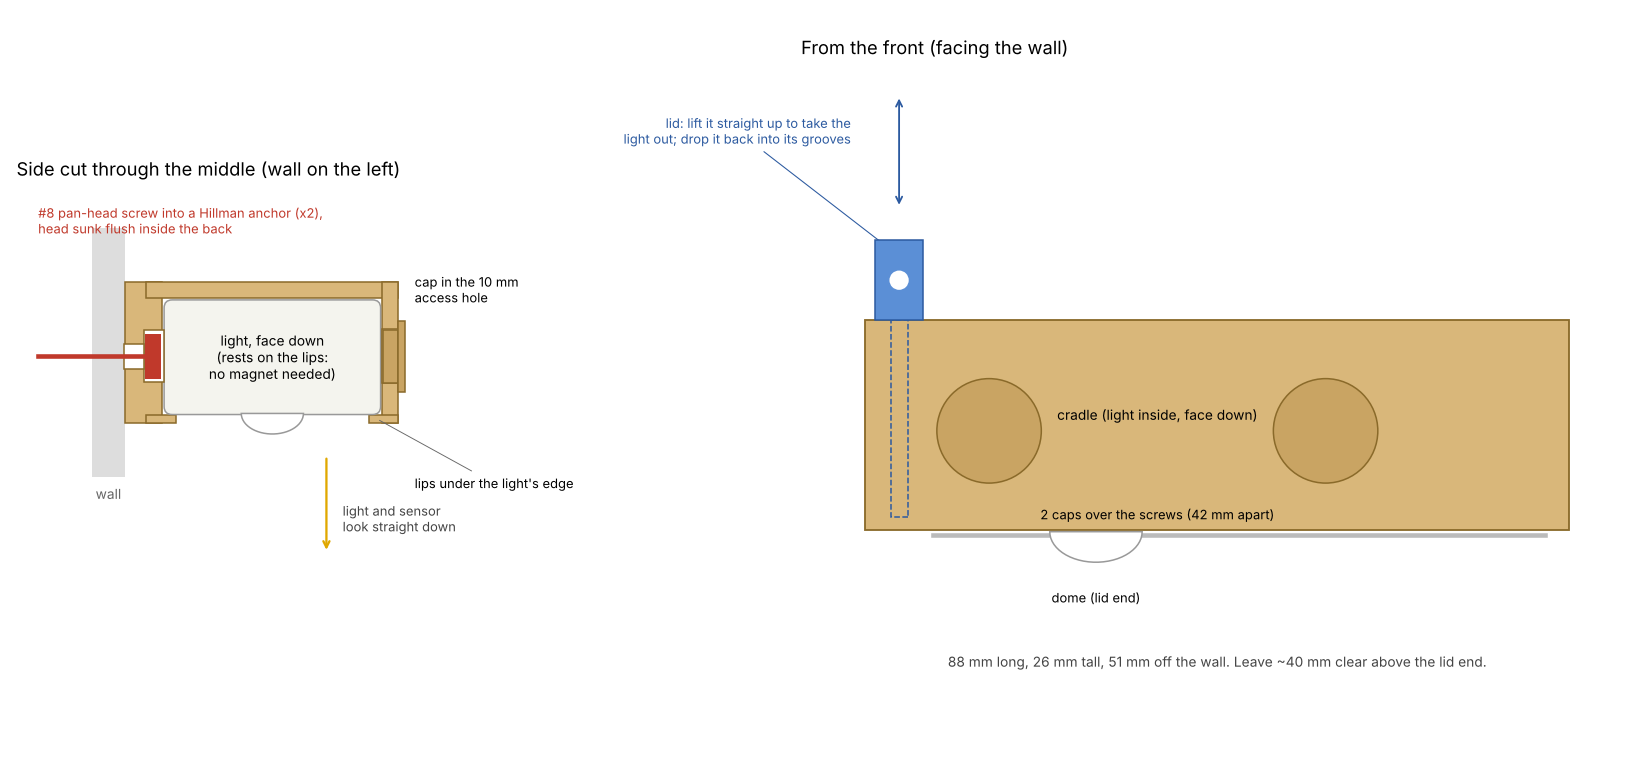 From the front (facing the wall)
lid: lift it straight up to take the
light out; drop it back into its grooves
Side cut through the middle (wall on the left)
#8 pan-head screw into a Hillman anchor (x2),
head sunk flush inside the back
cap in the 10 mm
access hole
light, face down
(rests on the lips:
no magnet needed)
lips under the light's edge
wall
light and sensor
look straight down
cradle (light inside, face down)
2 caps over the screws (42 mm apart)
dome (lid end)
88 mm long, 26 mm tall, 51 mm off the wall. Leave ~40 mm clear above the lid end.